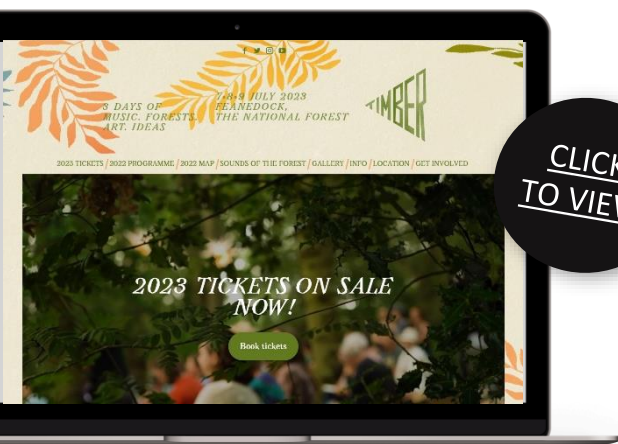 3 DAYS OF
MUSIC. FORESTS.
ART. IDEAS
7-8-9 JULY 2023
FEANEDOCK,
THE NATIONAL FOREST
TIMBER
2023 TICKETS / 2022 PROGRAMME / 2022 MAP / SOUNDS OF THE FOREST / GALLERY / INFO / LOCATION / GET INVOLVED
2023 TICKETS ON SALE
NOW!
Book tickets
CLICK
TO VIEW